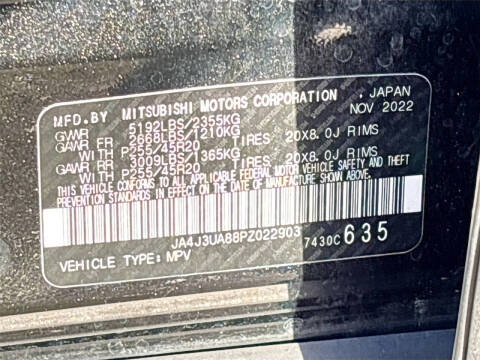 MFD.BY MITSUBISHI MOTORS CORPORATION , JAPAN
GVWR 5192LBS/2355KG NOV 2022
GAWR FR 2668LBS/1210KG
WITH P255/45R20 TIRES 20X8.0J RIMS
GAWR RR 3009LBS/1365KG
WITH P255/45R20 TIRES 20X8.0J RIMS
THIS VEHICLE CONFORMS TO ALL APPLICABLE FEDERAL MOTOR VEHICLE SAFETY AND THEFT
PREVENTION STANDARDS IN EFFECT ON THE DATE OF MANUFACTURE SHOWN ABOVE.
JA4J3UA88PZ022903
VEHICLE TYPE: MPV 7430C 635